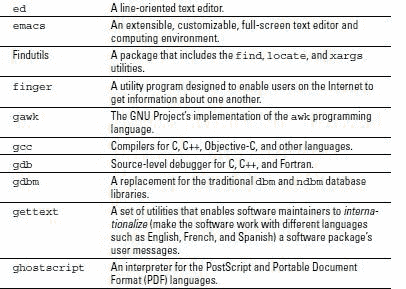 ed A line-oriented text editor.
emacs An extensible, customizable, full-screen text editor and
computing environment.
Findutils A package that includes the find, locate, and xargs
utilities.
finger A utility program designed to enable users on the Internet to
get information about one another.
gawk The GNU Project's implementation of the awk programming
language.
gcc Compilers for C, C++, Objective-C, and other languages.
gdb Source-level debugger for C, C++, and Fortran.
gdbm A replacement for the traditional dbm and ndbm database
libraries.
gettext A set of utilities that enables software maintainers to interna-
tionalize (make the software work with different languages
such as English, French, and Spanish) a software package's
user messages.
ghostscript An interpreter for the PostScript and Portable Document
Format (PDF) languages.